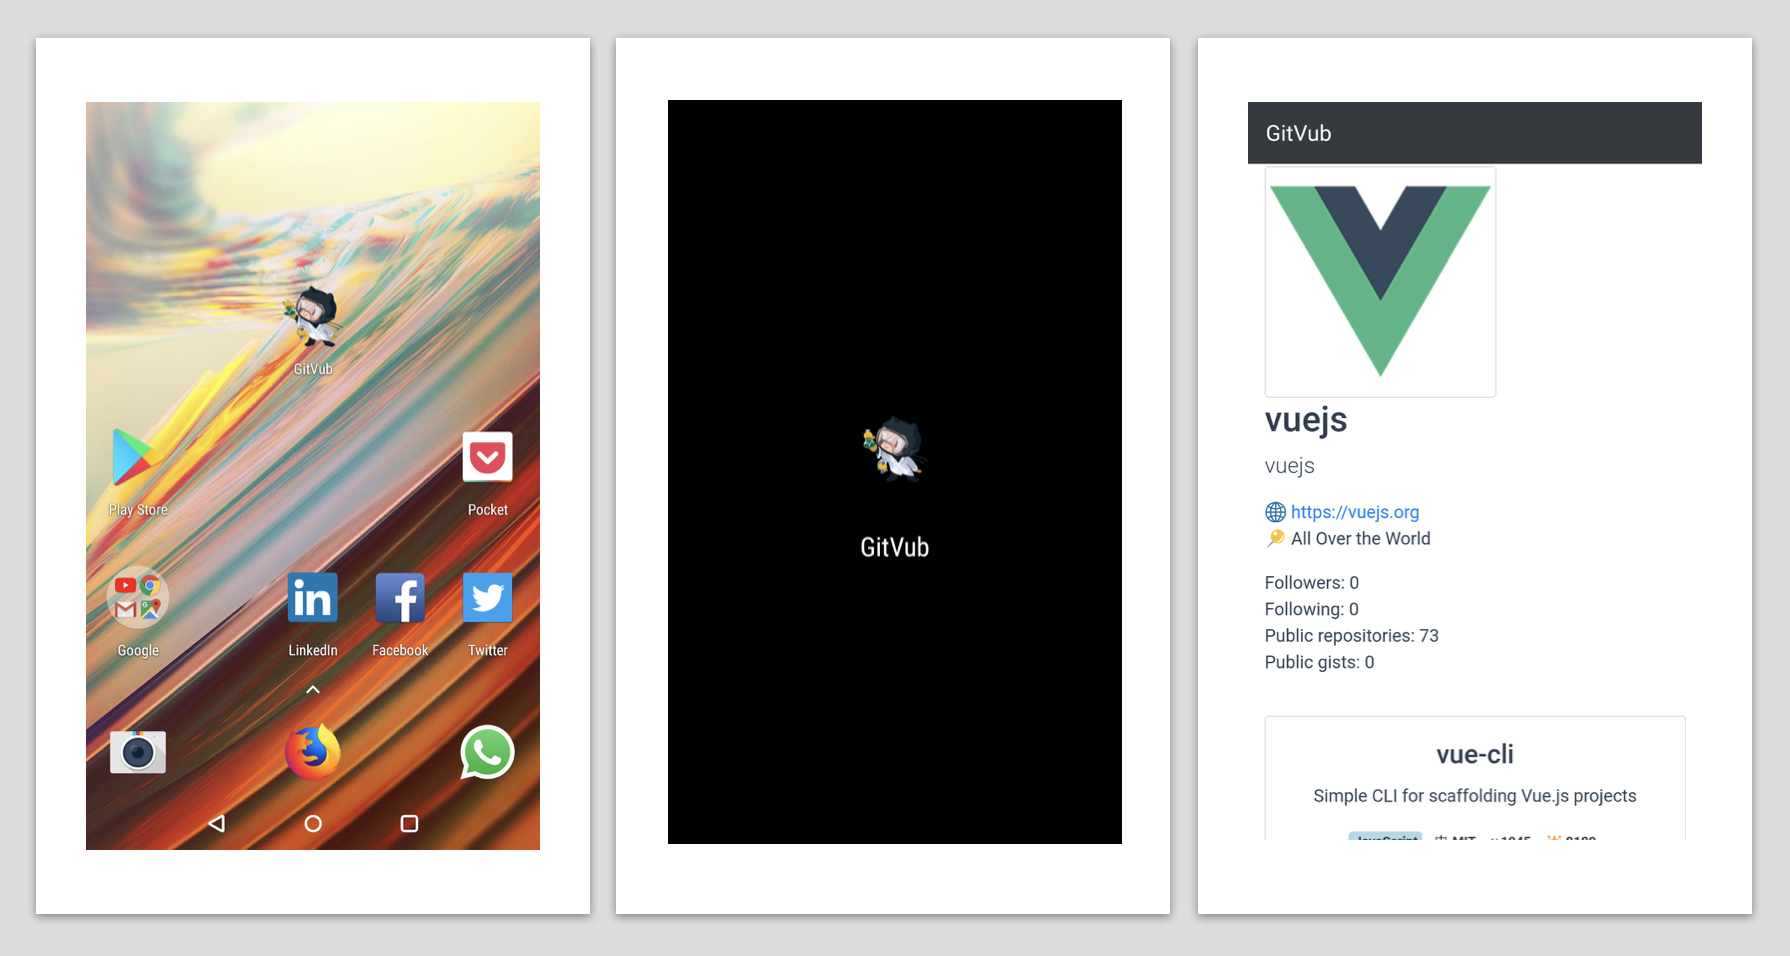 GitVub
Play Store
Pocket
Google
LinkedIn
Facebook
Twitter
GitVub
GitVub
vuejs
vuejs
https://vuejs.org
All Over the World
Followers: 0
Following: 0
Public repositories: 73
Public gists: 0
vue-cli
Simple CLI for scaffolding Vue.js projects
JavaScript MIT